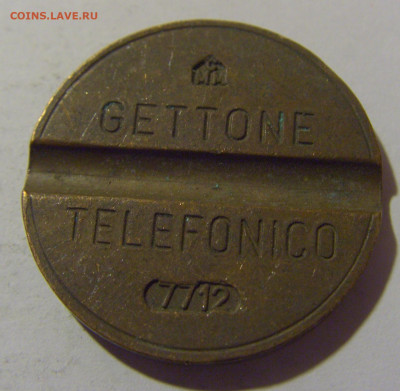 COINS.LAVE.RU
GETTONE
TELEFONICO
7712